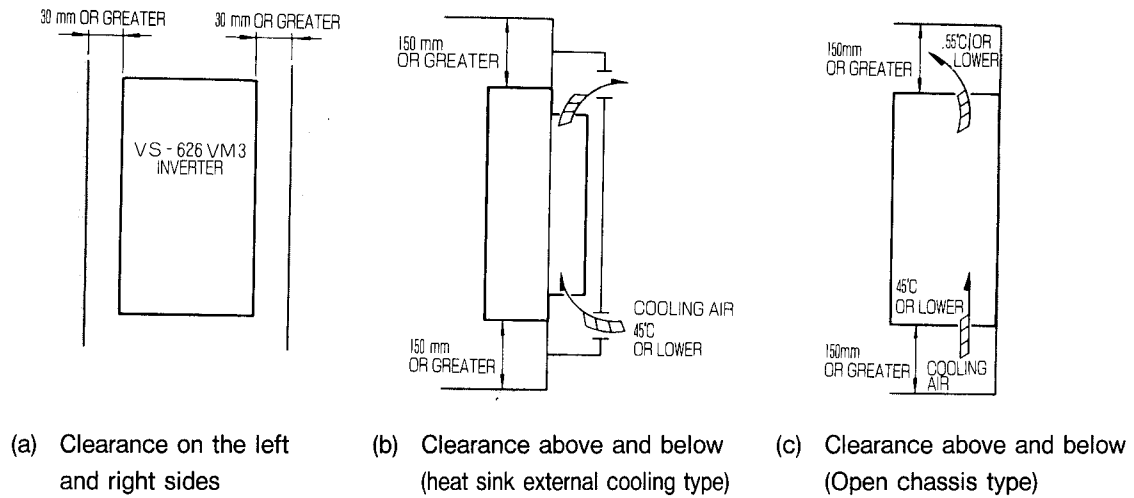 30 mm OR GREATER
30 mm OR GREATER
VS-626 VM3
INVERTER
150 mm
OR GREATER
COOLING AIR
45°C
OR LOWER
150 mm
OR GREATER
150mm
OR GREATER
55°C OR
LOWER
45°C
OR LOWER
150mm
OR GREATER
COOLING
AIR
(a) Clearance on the left
and right sides
(b) Clearance above and below
(heat sink external cooling type)
(c) Clearance above and below
(Open chassis type)